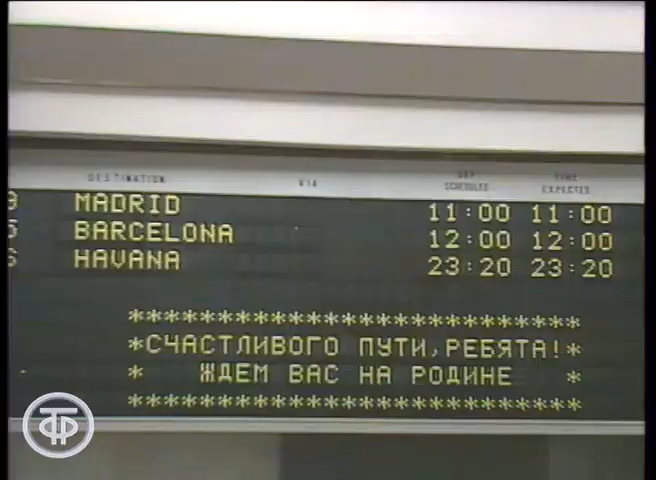 DESTINATION VIA DEP. TIME
SCHEDULED EXPECTED
MADRID 11:00 11:00
BARCELONA 12:00 12:00
HAVANA 23:20 23:20
**************************
*СЧАСТЛИВОГО ПУТИ,РЕБЯТА!*
* ЖДЕМ ВАС НА РОДИНЕ *
**************************